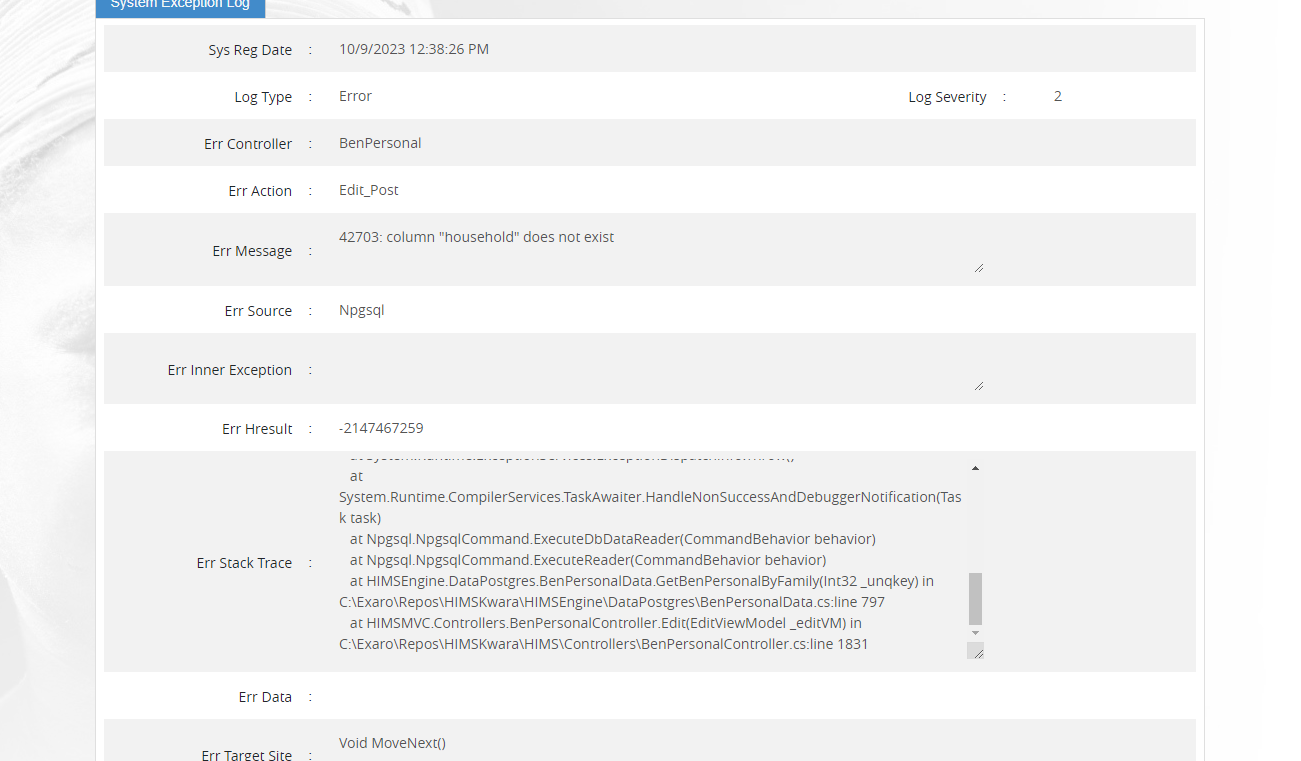 System Exception Log
Sys Reg Date : 10/9/2023 12:38:26 PM
Log Type : Error Log Severity : 2
Err Controller : BenPersonal
Err Action : Edit_Post
Err Message : 42703: column "household" does not exist
Err Source : Npgsql
Err Inner Exception :
Err Hresult : -2147467259
Err Stack Trace :
at
System.Runtime.CompilerServices.TaskAwaiter.HandleNonSuccessAndDebuggerNotification(Tas
k task)
at Npgsql.NpgsqlCommand.ExecuteDbDataReader(CommandBehavior behavior)
at Npgsql.NpgsqlCommand.ExecuteReader(CommandBehavior behavior)
at HIMSEngine.DataPostgres.BenPersonalData.GetBenPersonalByFamily(Int32 _unqkey) in
C:\Exaro\Repos\HIMSKwara\HIMSEngine\DataPostgres\BenPersonalData.cs:line 797
at HIMSMVC.Controllers.BenPersonalController.Edit(EditViewModel _editVM) in
C:\Exaro\Repos\HIMSKwara\HIMS\Controllers\BenPersonalController.cs:line 1831
Err Data :
Err Target Site : Void MoveNext()